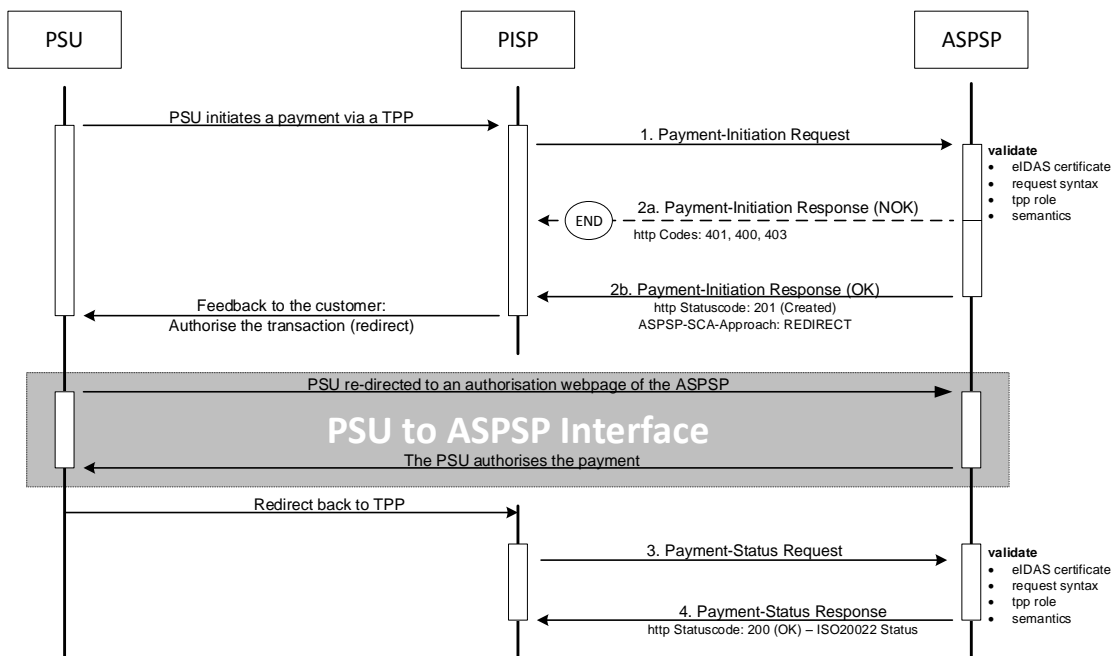 PSU
PISP
ASPSP
PSU initiates a payment via a TPP
1. Payment-Initiation Request
validate
• eIDAS certificate
• request syntax
• tpp role
• semantics
2a. Payment-Initiation Response (NOK)
END
http Codes: 401, 400, 403
2b. Payment-Initiation Response (OK)
http Statuscode: 201 (Created)
ASPSP-SCA-Approach: REDIRECT
Feedback to the customer:
Authorise the transaction (redirect)
PSU re-directed to an authorisation webpage of the ASPSP
PSU to ASPSP Interface
The PSU authorises the payment
Redirect back to TPP
3. Payment-Status Request
validate
• eIDAS certificate
• request syntax
• tpp role
• semantics
4. Payment-Status Response
http Statuscode: 200 (OK) – ISO20022 Status